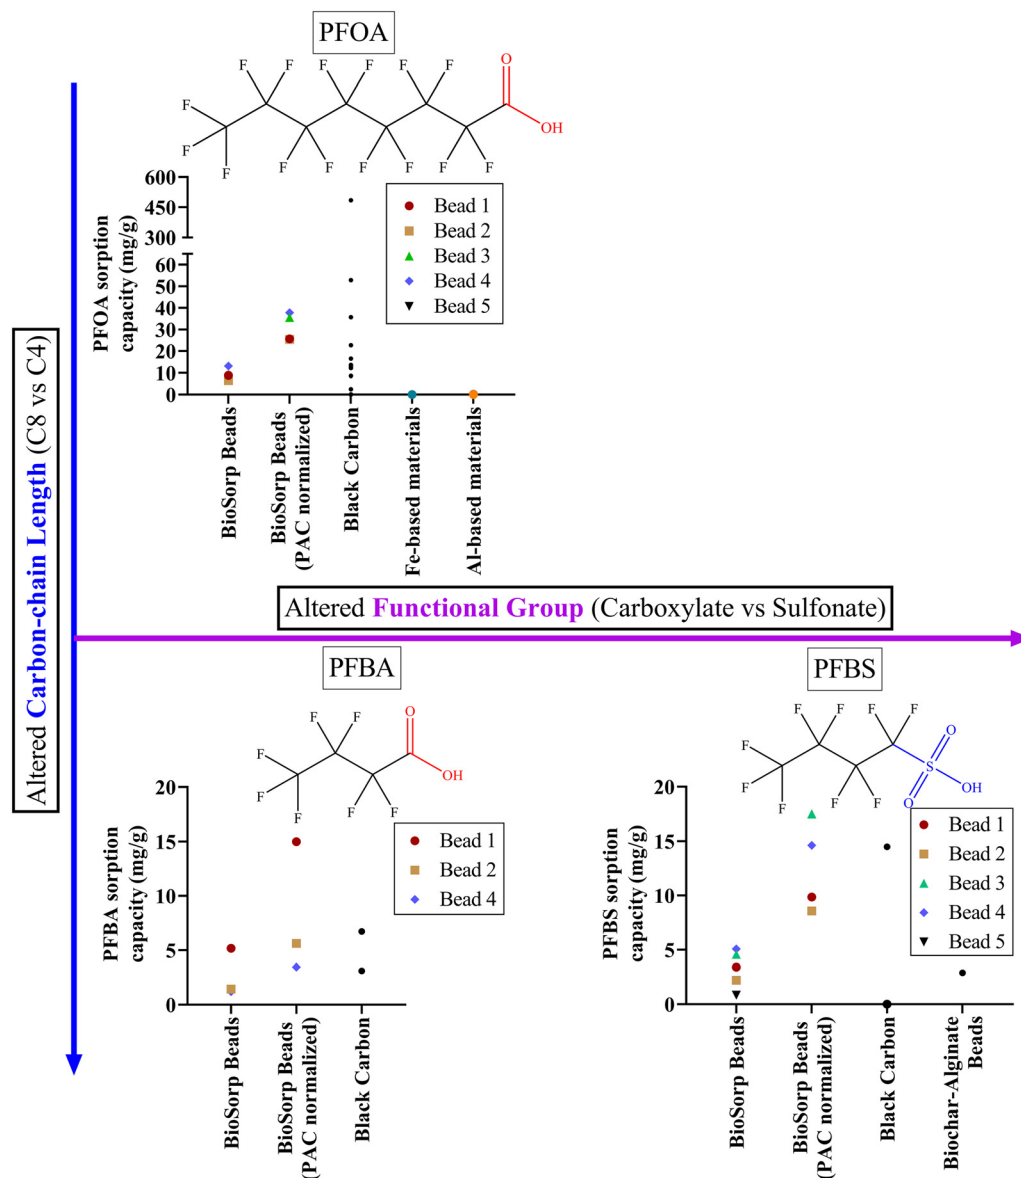 PFOA
F F F F F F O
F
F
F F F F F F F
OH
600
450
300
60
50
40
30
20
10
0
PFOA sorption
capacity (mg/g)
Bead 1
Bead 2
Bead 3
Bead 4
Bead 5
BioSorp Beads
BioSorp Beads
(PAC normalized)
Black Carbon
Fe-based materials
Al-based materials
Altered Carbon-chain Length (C8 vs C4)
Altered Functional Group (Carboxylate vs Sulfonate)
PFBA
F F O
F
F
F F F
OH
20
15
10
5
0
PFBA sorption
capacity (mg/g)
Bead 1
Bead 2
Bead 4
BioSorp Beads
BioSorp Beads
(PAC normalized)
Black Carbon
PFBS
F F F F
F
F
F F F
O
S
OH
O
20
15
10
5
0
PFBS sorption
capacity (mg/g)
Bead 1
Bead 2
Bead 3
Bead 4
Bead 5
BioSorp Beads
BioSorp Beads
(PAC normalized)
Black Carbon
Biochar-Alginate
Beads